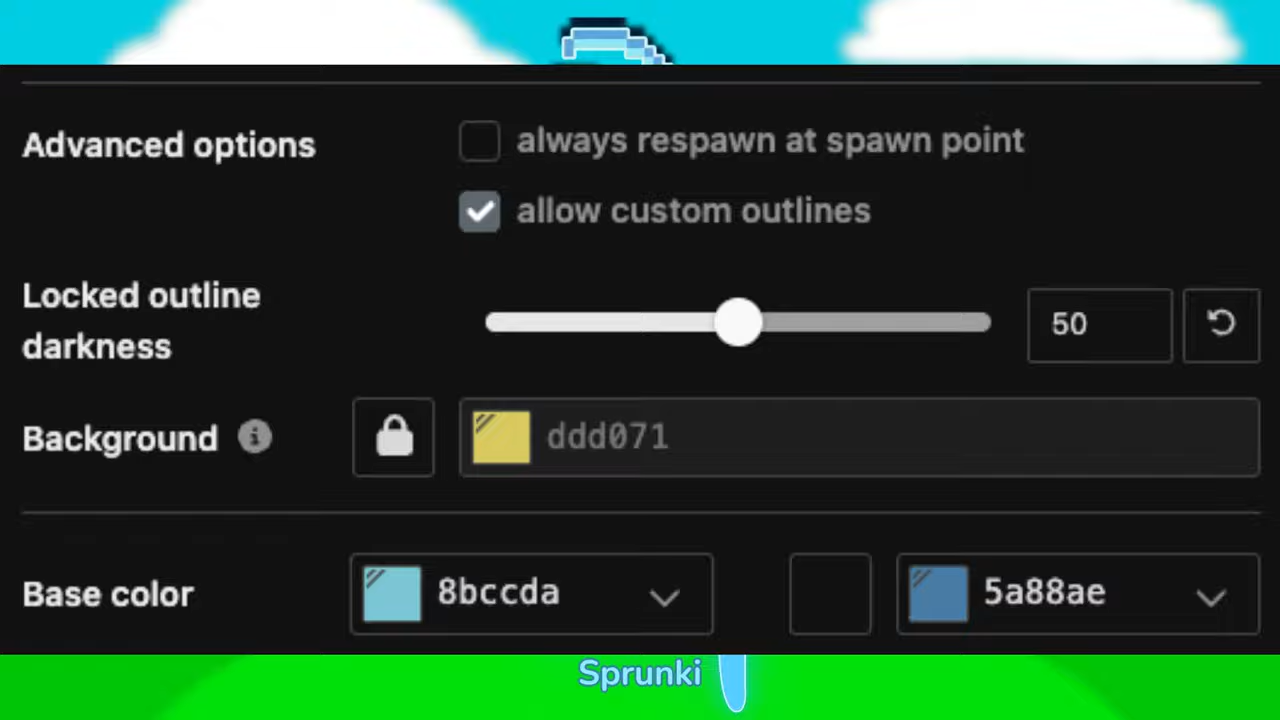 Advanced options
always respawn at spawn point
allow custom outlines
Locked outline
darkness
50
Background
ddd071
Base color
8bccda
5a88ae
Sprunki